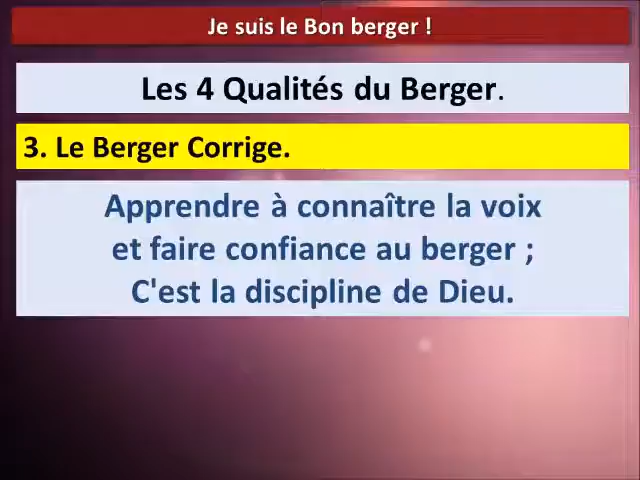 Je suis le Bon berger !
Les 4 Qualités du Berger.
3. Le Berger Corrige.
Apprendre à connaître la voix
et faire confiance au berger ;
C'est la discipline de Dieu.